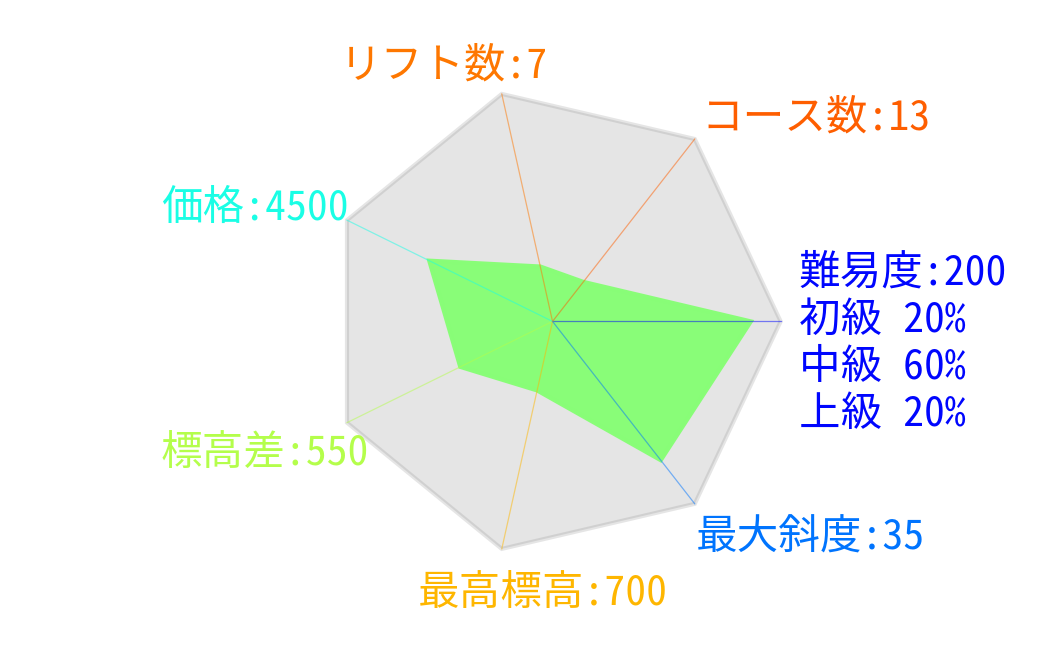 リフト数:7
コース数:13
価格:4500
難易度:200
初級 20%
中級 60%
上級 20%
標高差:550
最大斜度:35
最高標高:700